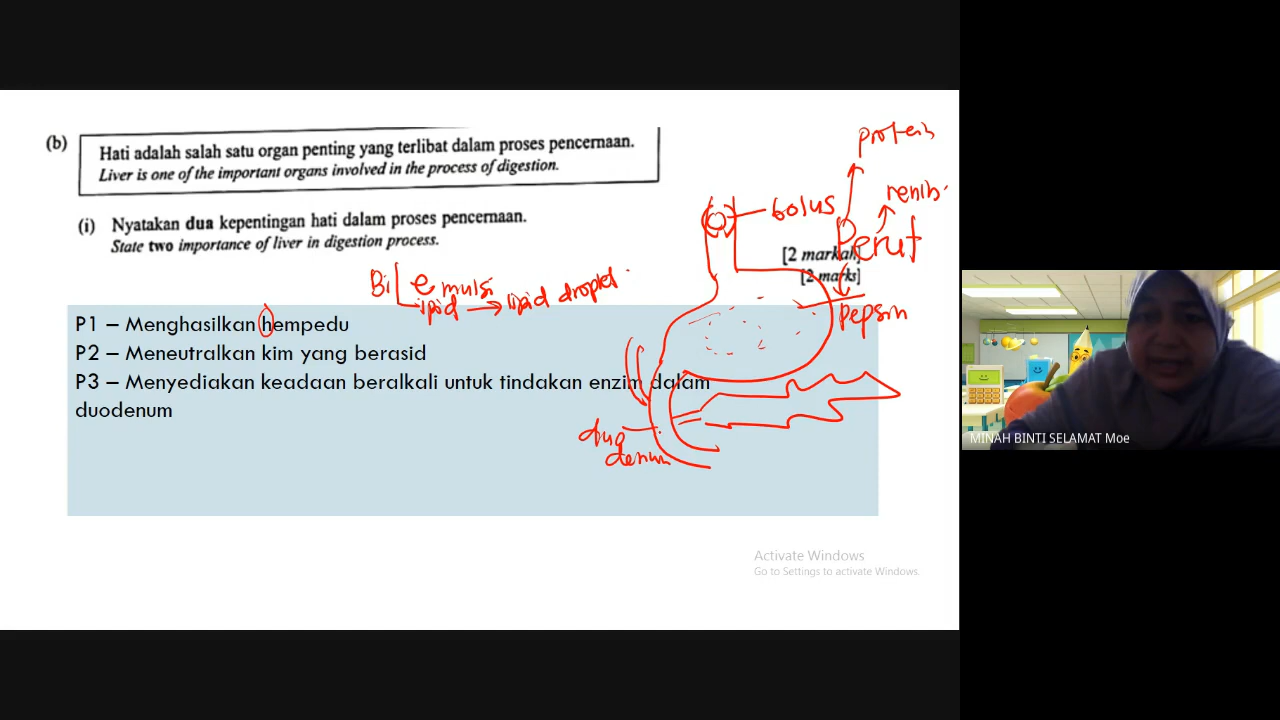 (b)
Hati adalah salah satu organ penting yang terlibat dalam proses pencernaan.
Liver is one of the important organs involved in the process of digestion.
(i) Nyatakan dua kepentingan hati dalam proses pencernaan.
State two importance of liver in digestion process.
[2 markah]
[2 marks]
protein
bolus
Perut
Bile emulsi
lipid → lipid droplet
pepsin
P1 – Menghasilkan hempedu
P2 – Meneutralkan kim yang berasid
P3 – Menyediakan keadaan beralkali untuk tindakan enzim dalam
duodenum
duo
denum
Activate Windows
Go to Settings to activate Windows.
MINAH BINTI SELAMAT Moe